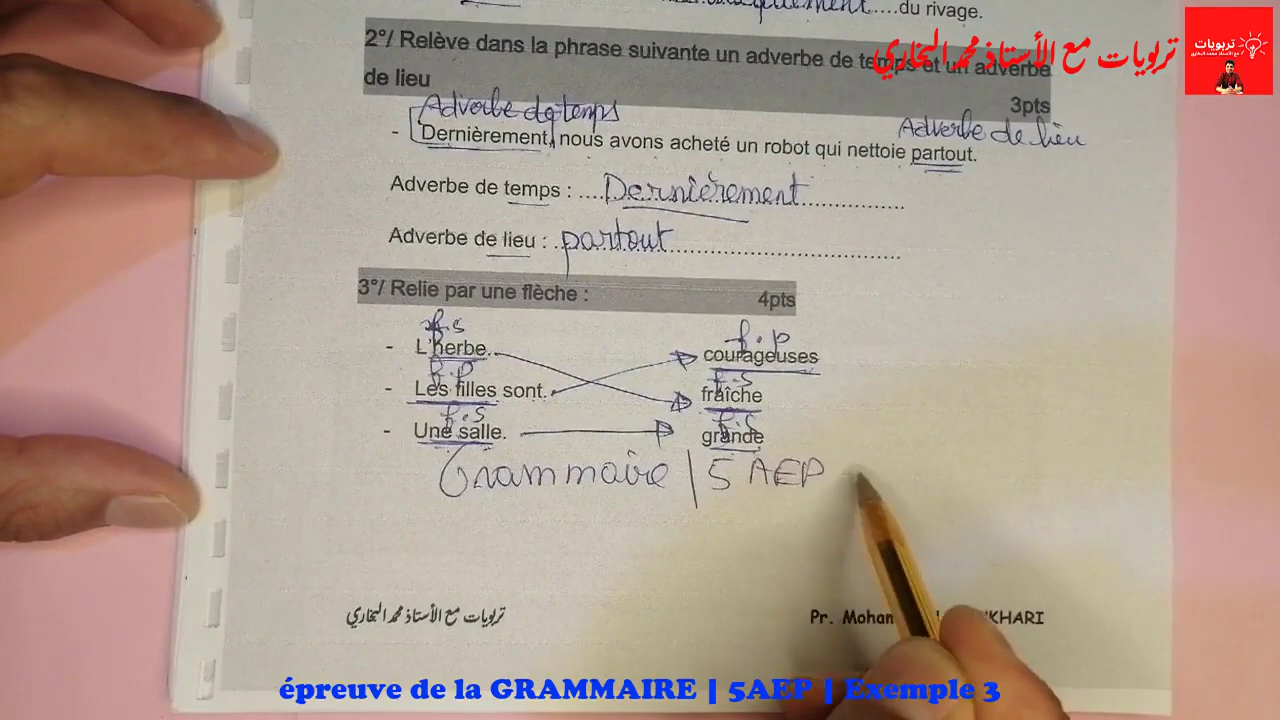 ....du rivage.
تربويات مع الأستاذ محمد البخاري
تربويات
2°/ Relève dans la phrase suivante un adverbe de temps et un adverbe
de lieu
3pts
Adverbe de temps
Adverbe de lieu
- Dernièrement, nous avons acheté un robot qui nettoie partout.
Adverbe de temps : ....Dernièrement................
Adverbe de lieu : ..partout....................................
3°/ Relie par une flèche : 4pts
f.s f.p
- L'herbe. courageuses
f.p f.s
- Les filles sont. fraîche
f.s f.s
- Une salle. grande
Grammaire | 5 AEP
تربويات مع الأستاذ محمد البخاري
Pr. Moham KHARI
épreuve de la GRAMMAIRE | 5AEP | Exemple 3